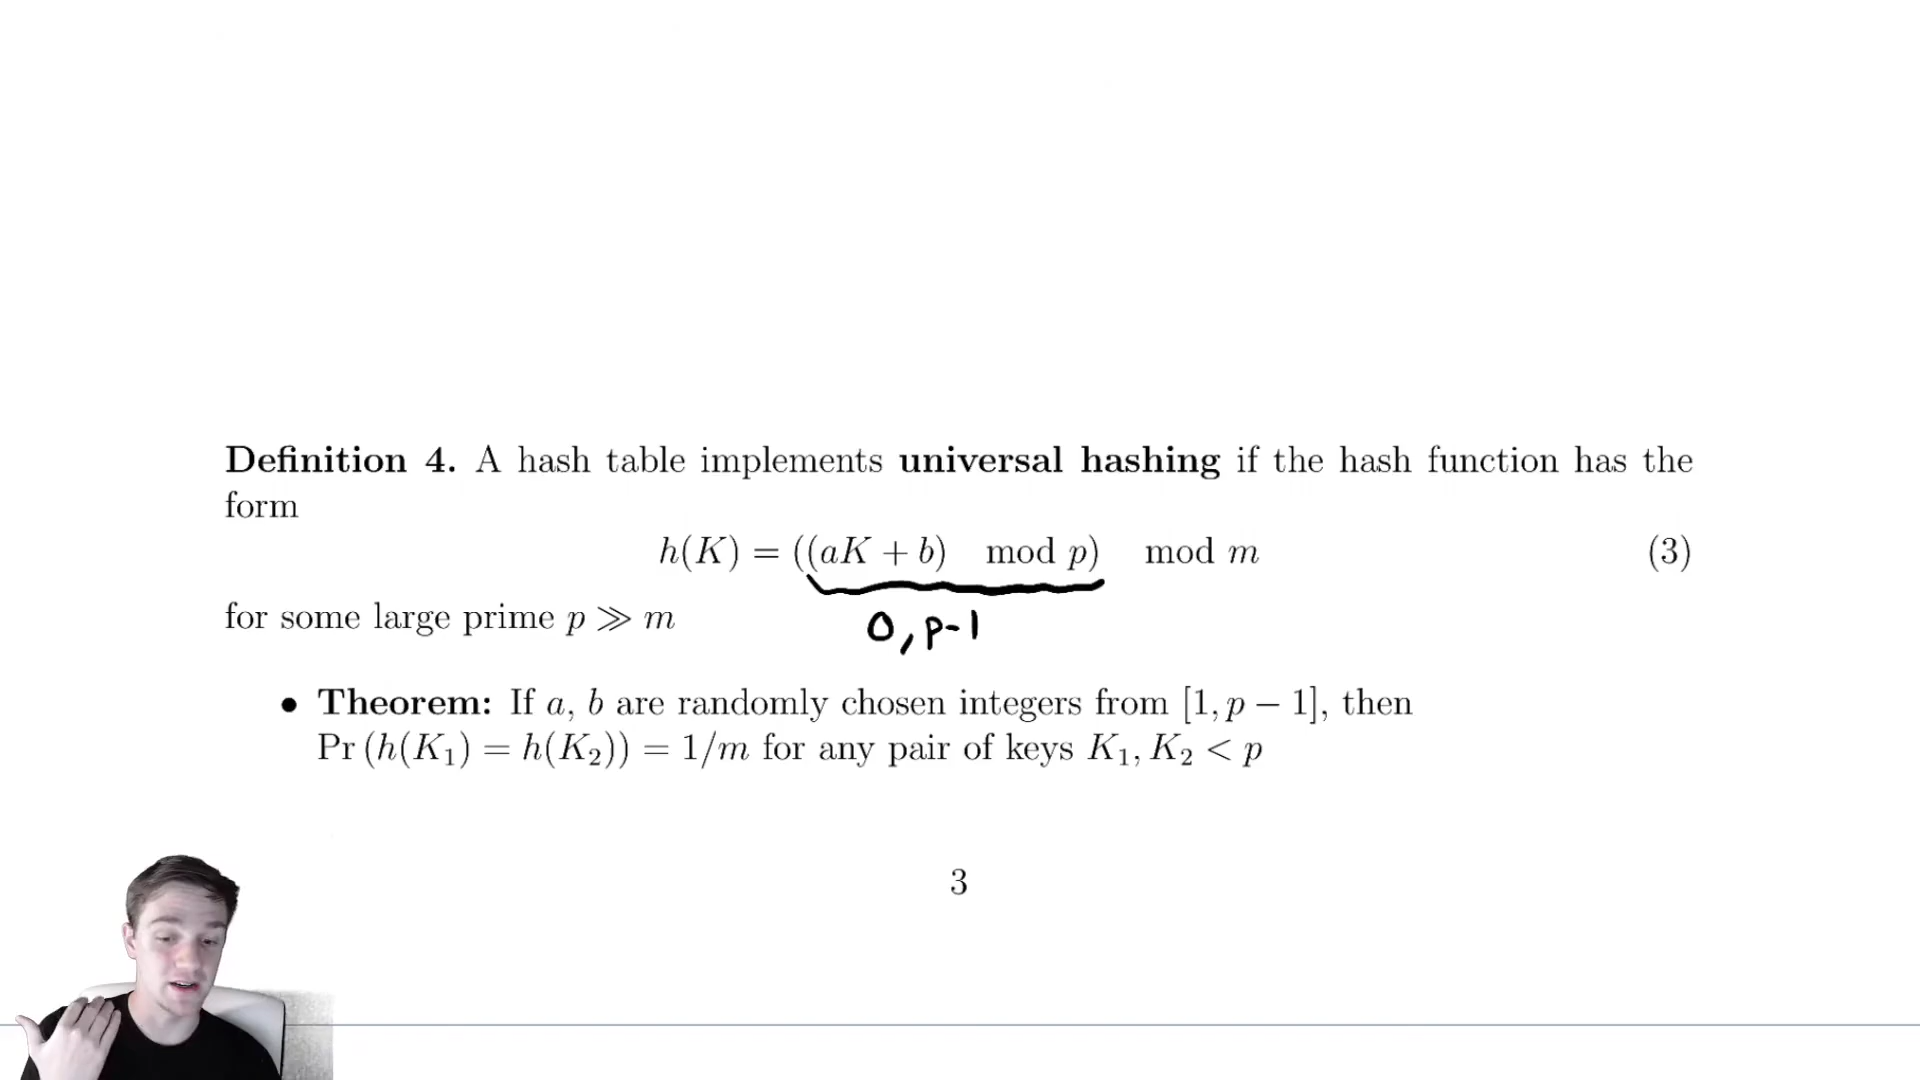 Definition 4. A hash table implements universal hashing if the hash function has the
form
h(K) = ((aK + b) mod p) mod m (3)
for some large prime p ≫ m
0, p-1
• Theorem: If a, b are randomly chosen integers from [1, p − 1], then
Pr (h(K₁) = h(K₂)) = 1/m for any pair of keys K₁, K₂ < p
3